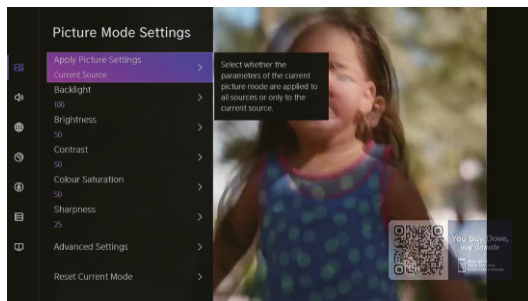 Picture Mode Settings
Apply Picture Settings
Current Source
Select whether the
parameters of the current
picture mode are applied to
all sources or only to the
current source.
Backlight
100
Brightness
50
Contrast
50
Colour Saturation
50
Sharpness
25
Advanced Settings
Reset Current Mode
You buy Dove,
we donate